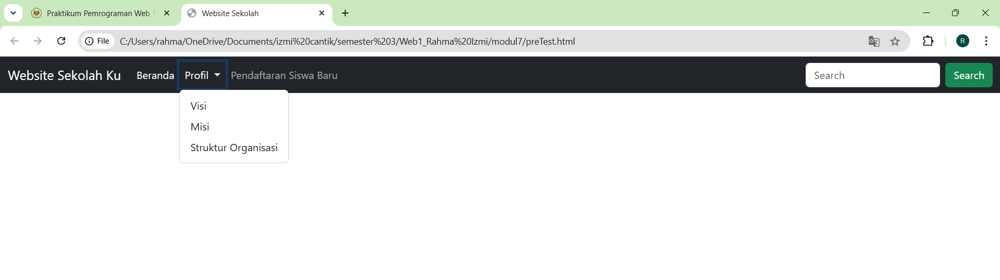 Praktikum Pemrograman Web 1
Website Sekolah
File
C:/Users/rahma/OneDrive/Documents/izmi%20cantik/semester%203/Web1_Rahma%20Izmi/modul7/preTest.html
R
Website Sekolah Ku
Beranda
Profil
Pendaftaran Siswa Baru
Search
Search
Visi
Misi
Struktur Organisasi